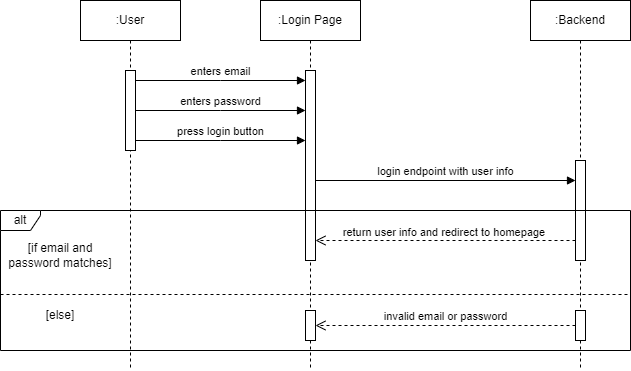 :User
:Login Page
:Backend
enters email
enters password
press login button
login endpoint with user info
alt
[if email and
password matches]
return user info and redirect to homepage
[else]
invalid email or password